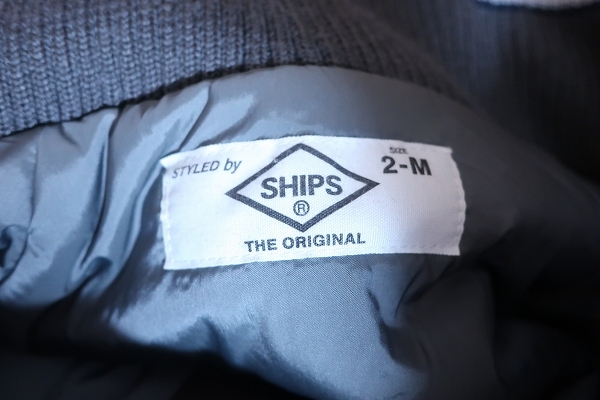 STYLED by
SHIPS
®
SIZE
2-M
THE ORIGINAL